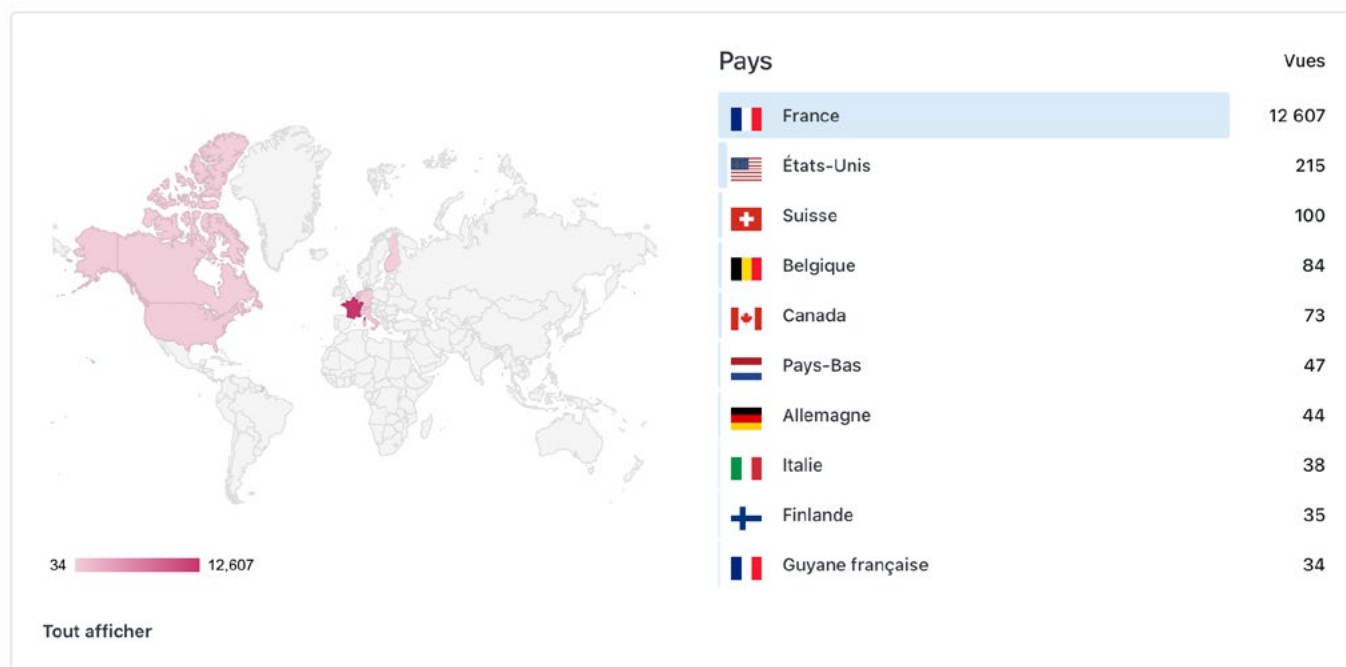 Pays Vues
France 12 607
États-Unis 215
Suisse 100
Belgique 84
Canada 73
Pays-Bas 47
Allemagne 44
Italie 38
Finlande 35
Guyane française 34
34 12,607
Tout afficher